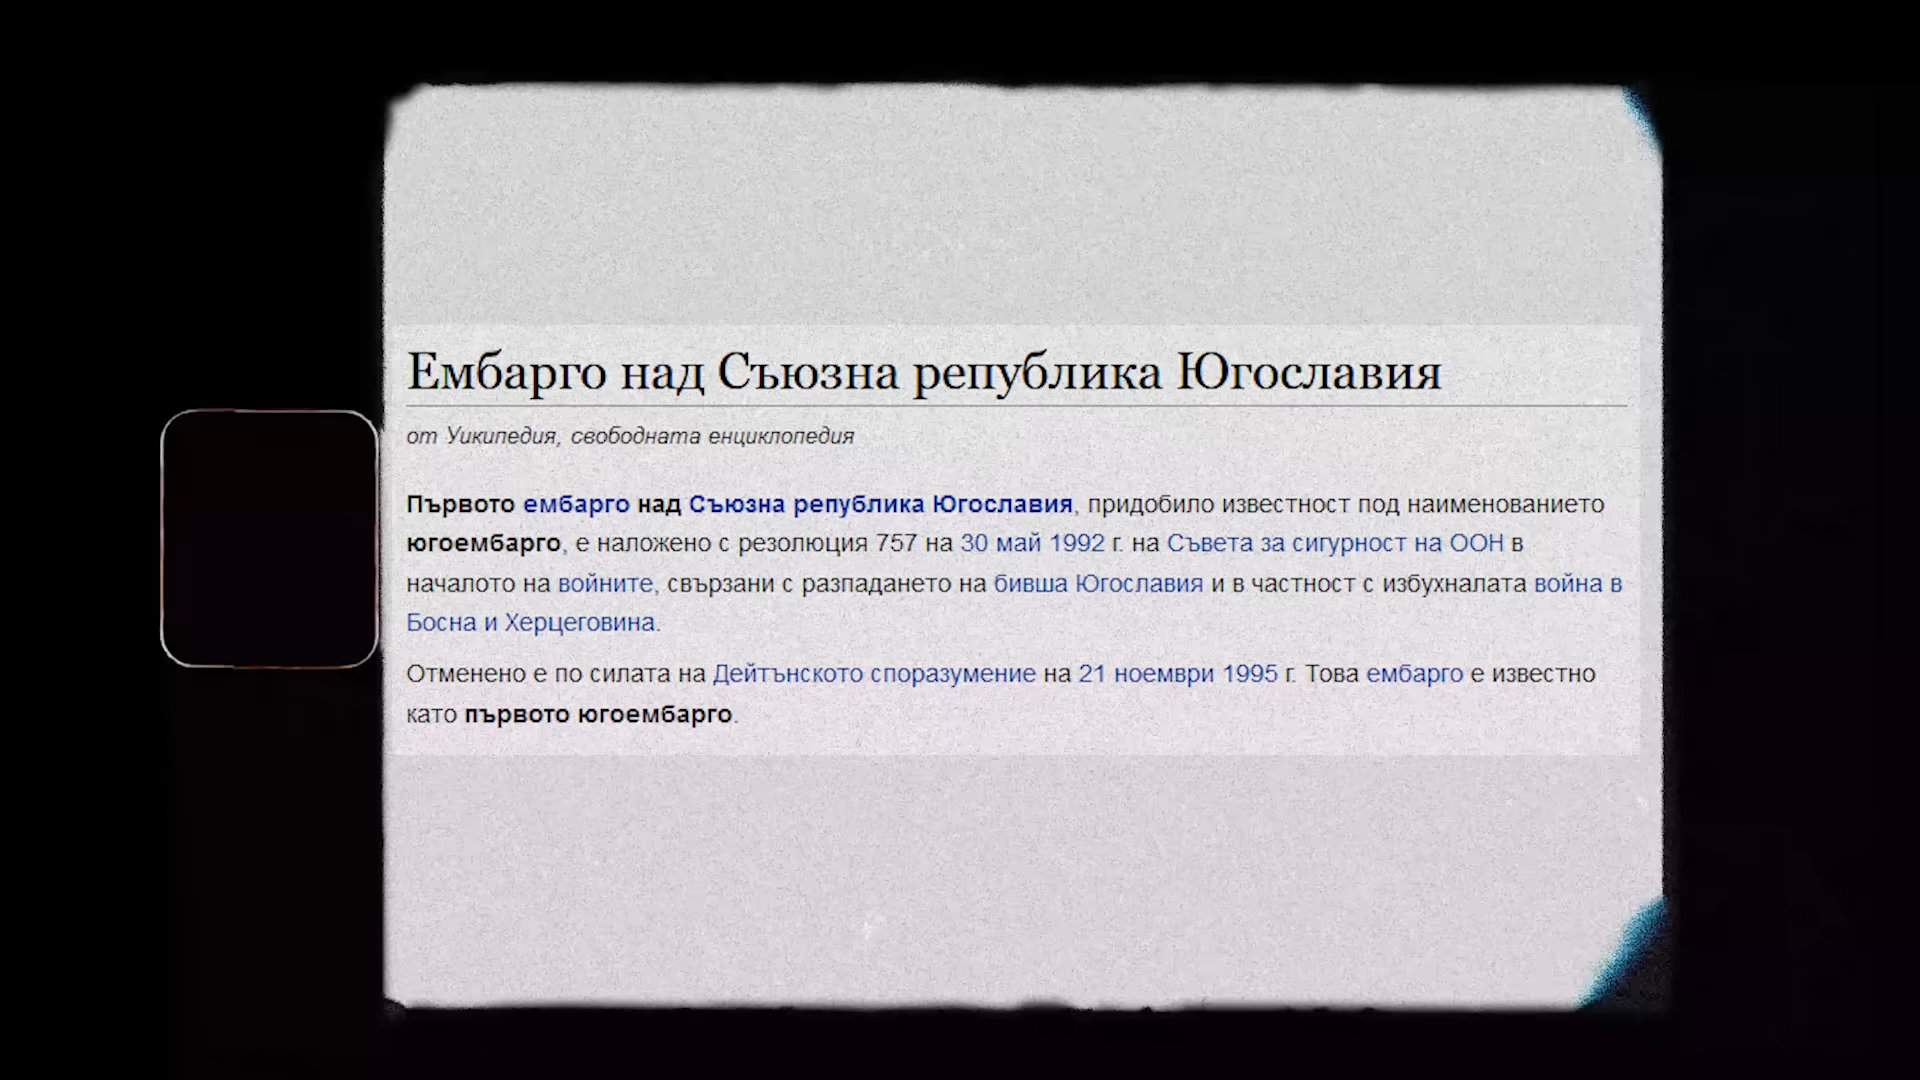 Ембарго над Съюзна република Югославия
от Уикипедия, свободната енциклопедия
Първото ембарго над Съюзна република Югославия, придобило известност под наименованието
югоембарго, е наложено с резолюция 757 на 30 май 1992 г. на Съвета за сигурност на ООН в
началото на войните, свързани с разпадането на бивша Югославия и в частност с избухналата война в
Босна и Херцеговина.
Отменено е по силата на Дейтънското споразумение на 21 ноември 1995 г. Това ембарго е известно
като първото югоембарго.